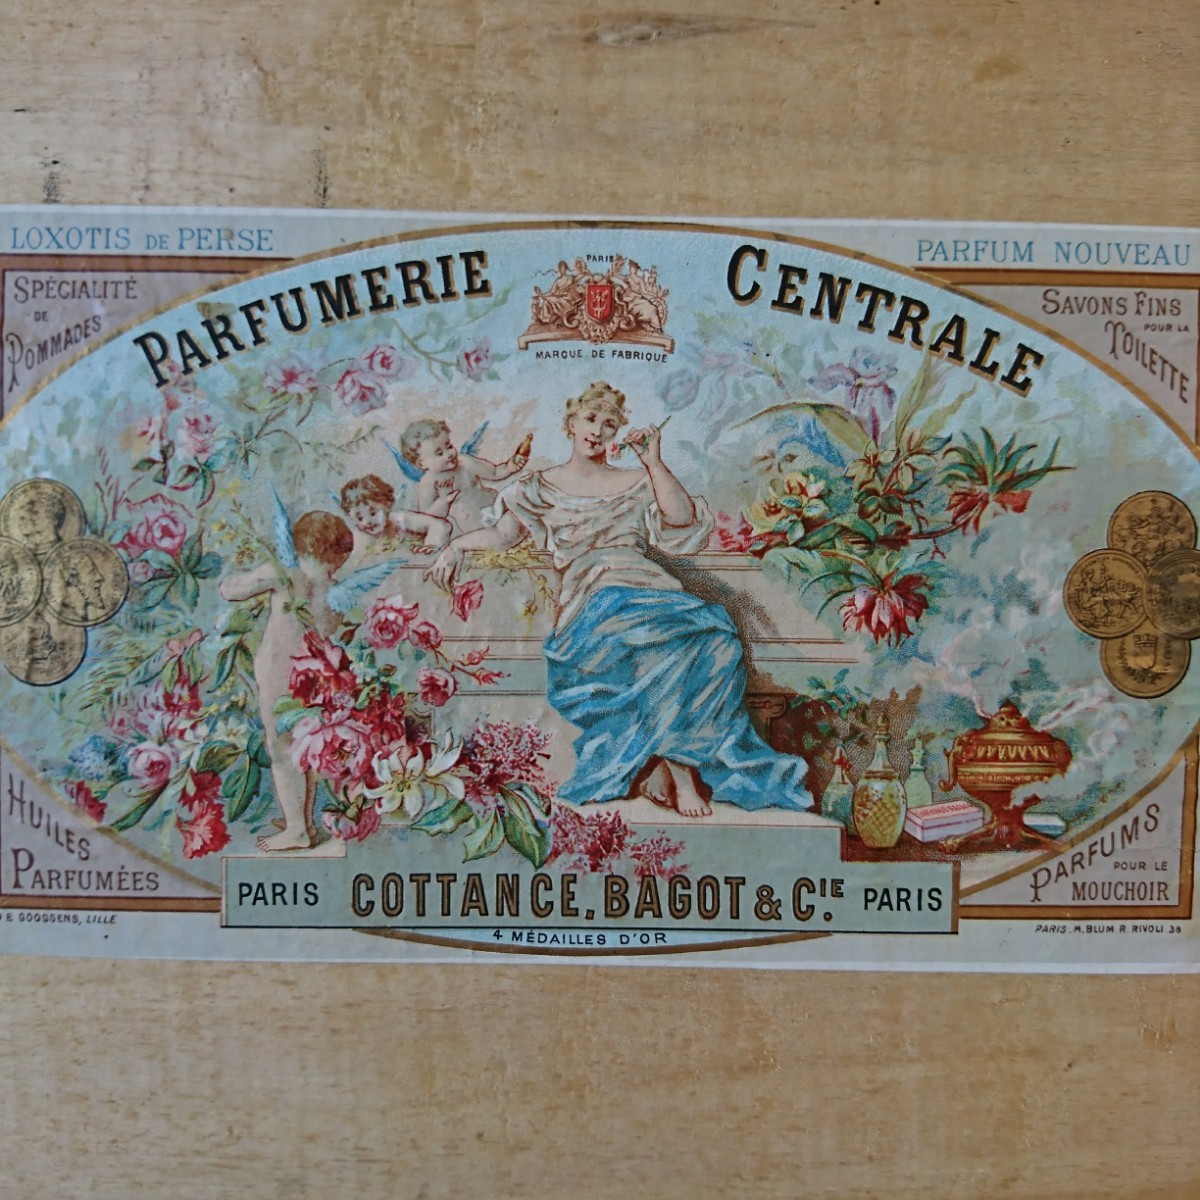 LOXOTIS DE PERSE
PARFUM NOUVEAU
SPÉCIALITÉ
DE
POMMADES
PARFUMERIE CENTRALE
PARIS
MARQUE DE FABRIQUE
SAVONS FINS
POUR LA
TOILETTE
HUILES
PARFUMÉES
PARFUMS
POUR LE
MOUCHOIR
PARIS COTTANCE, BAGOT & CIE. PARIS
4 MÉDAILLES D'OR
E GOOSSENS, LILLE
PARIS. M. BLUM R. RIVOLI 38